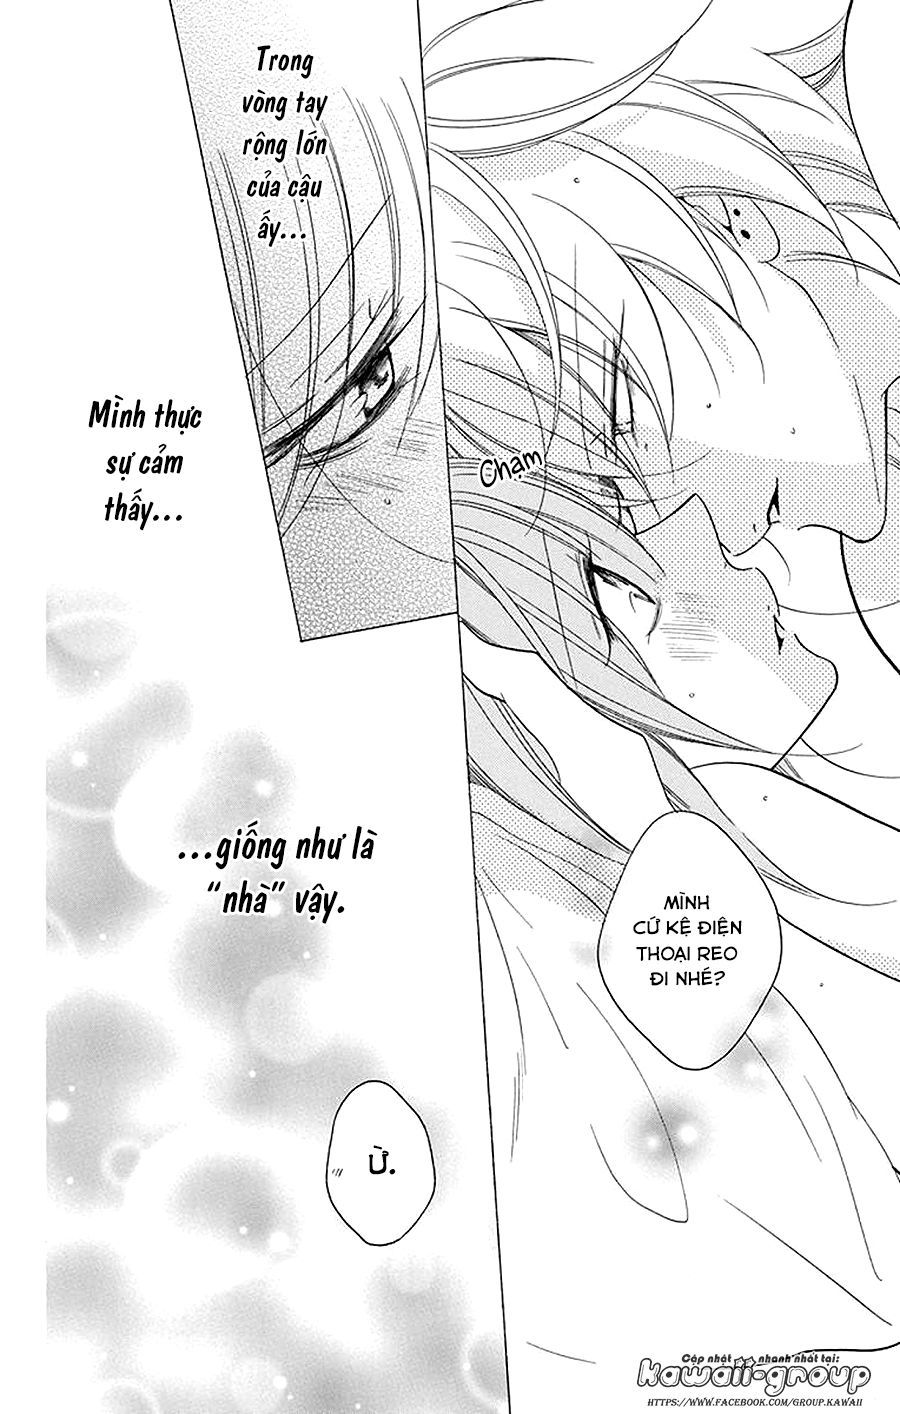 Trong
vòng tay
rộng lớn
của cậu
ấy...
Mình thực
sự cảm
thấy...
Chạm
...giống như là
"nhà" vậy.
MÌNH
CỨ KỆ ĐIỆN
THOẠI REO
ĐI NHÉ?
Ừ.
Cập nhật nhanh nhất tại:
kawaii-group
HTTPS://WWW.FACEBOOK.COM/GROUP.KAWAII